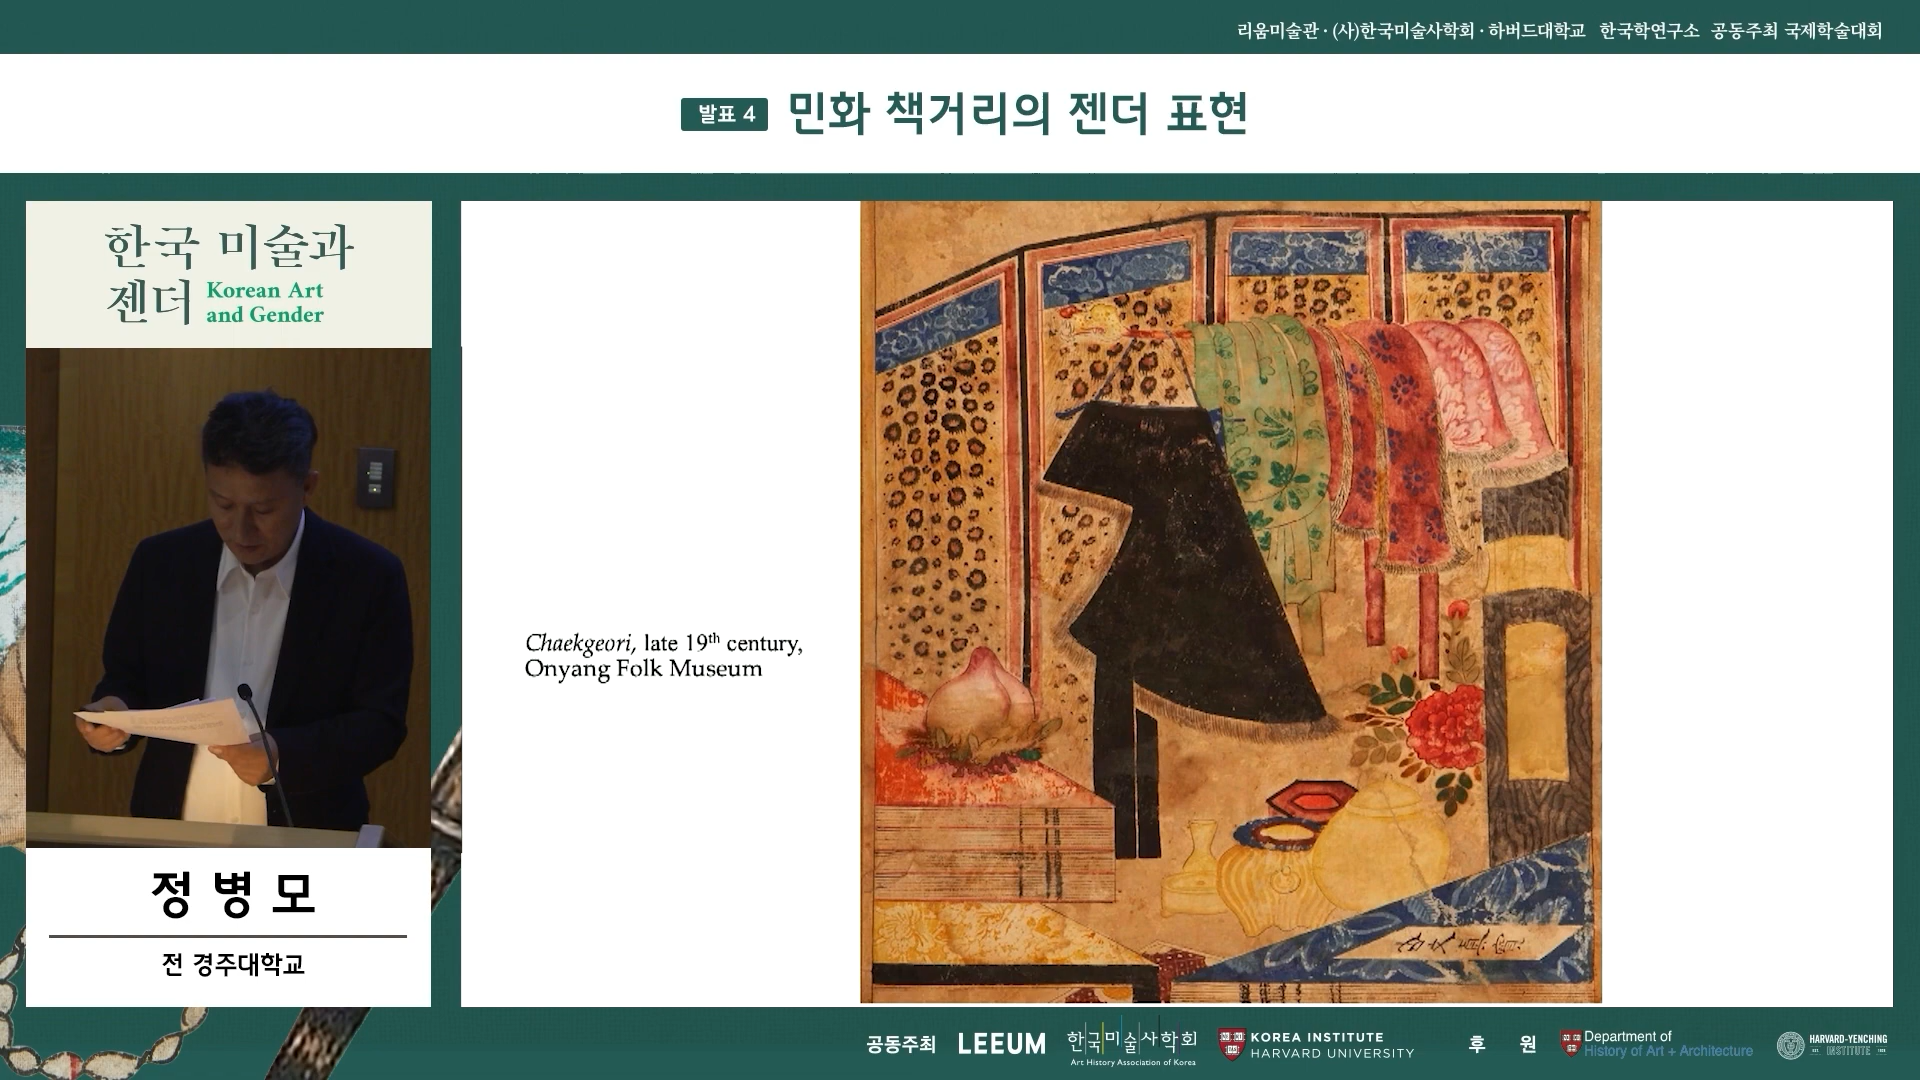 리움미술관 · (사)한국미술사학회 · 하버드대학교 한국학연구소 공동주최 국제학술대회
발표 4 민화 책거리의 젠더 표현
한국 미술과
젠더 Korean Art
and Gender
정병모
전 경주대학교
Chaekgeori, late 19th century,
Onyang Folk Museum
공동주최 LEEUM 한국미술사학회
Art History Association of Korea
KOREA INSTITUTE
HARVARD UNIVERSITY
후원
Department of
History of Art + Architecture
HARVARD-YENCHING
INSTITUTE